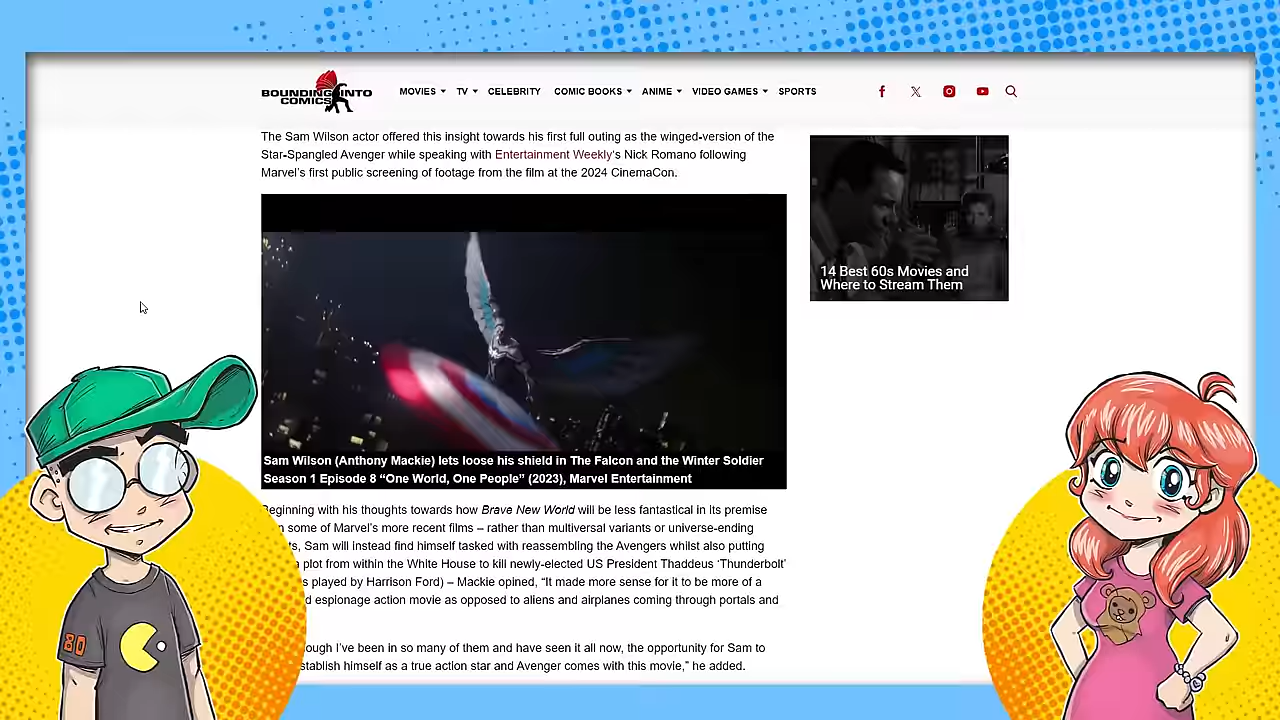 BOUNDING INTO
COMICS
MOVIES TV CELEBRITY COMIC BOOKS ANIME VIDEO GAMES SPORTS
The Sam Wilson actor offered this insight towards his first full outing as the winged-version of the
Star-Spangled Avenger while speaking with Entertainment Weekly's Nick Romano following
Marvel's first public screening of footage from the film at the 2024 CinemaCon.
14 Best 60s Movies and
Where to Stream Them
Sam Wilson (Anthony Mackie) lets loose his shield in The Falcon and the Winter Soldier
Season 1 Episode 8 “One World, One People” (2023), Marvel Entertainment
Beginning with his thoughts towards how Brave New World will be less fantastical in its premise
some of Marvel's more recent films – rather than multiversal variants or universe-ending
Sam will instead find himself tasked with reassembling the Avengers whilst also putting
plot from within the White House to kill newly-elected US President Thaddeus ‘Thunderbolt’
played by Harrison Ford) – Mackie opined, “It made more sense for it to be more of a
espionage action movie as opposed to aliens and airplanes coming through portals and
I've been in so many of them and have seen it all now, the opportunity for Sam to
himself as a true action star and Avenger comes with this movie,” he added.
80